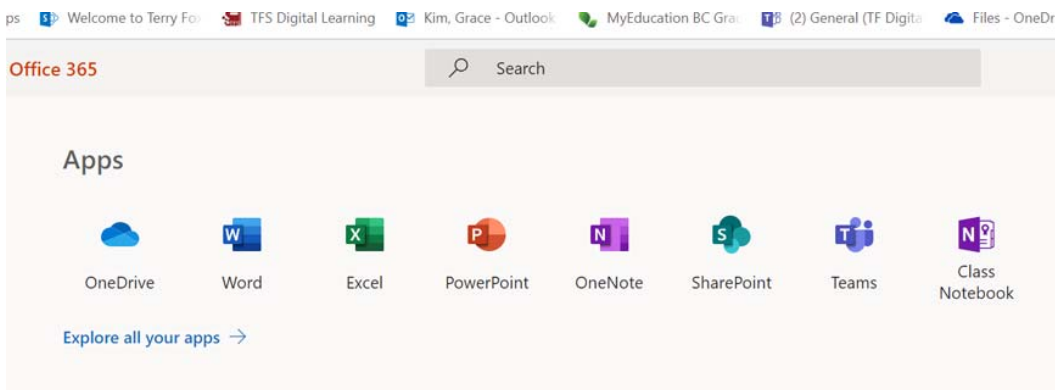 ps Welcome to Terry Fo TFS Digital Learning Kim, Grace - Outlook MyEducation BC Gra (2) General (TF Digita Files - OneDr
Office 365 Search
Apps
W X P N S T N
OneDrive Word Excel PowerPoint OneNote SharePoint Teams Class Notebook
Explore all your apps →